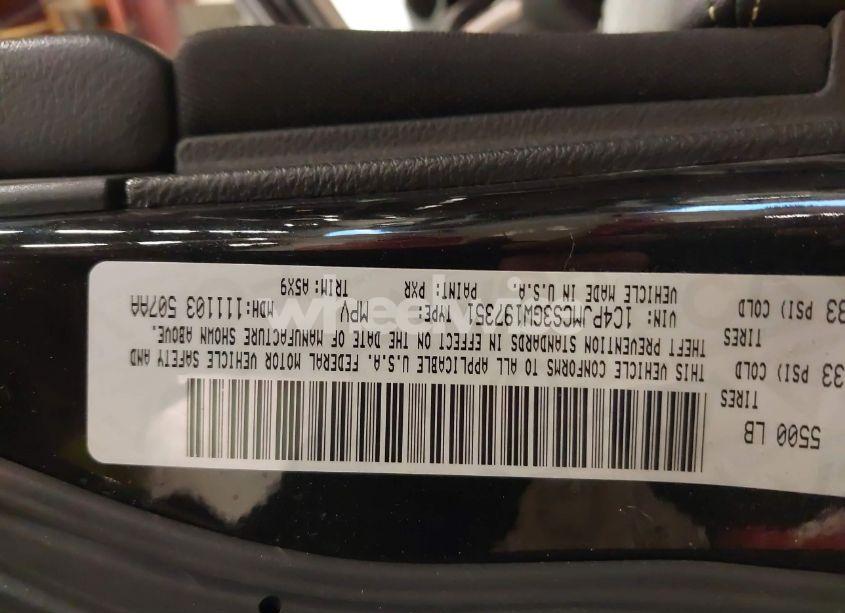 5500 LB
TIRES
33 PSI) COLD
TIRES
33 PSI) COLD
THIS VEHICLE CONFORMS TO ALL APPLICABLE U.S.A. FEDERAL MOTOR VEHICLE SAFETY AND
THEFT PREVENTION STANDARDS IN EFFECT ON THE DATE OF MANUFACTURE SHOWN ABOVE.
VIN: 1C4PJMCS3GW197351 TYPE: MPV MDH:111103 507AA
VEHICLE MADE IN U.S.A. PAINT: PXR TRIM:A5X9